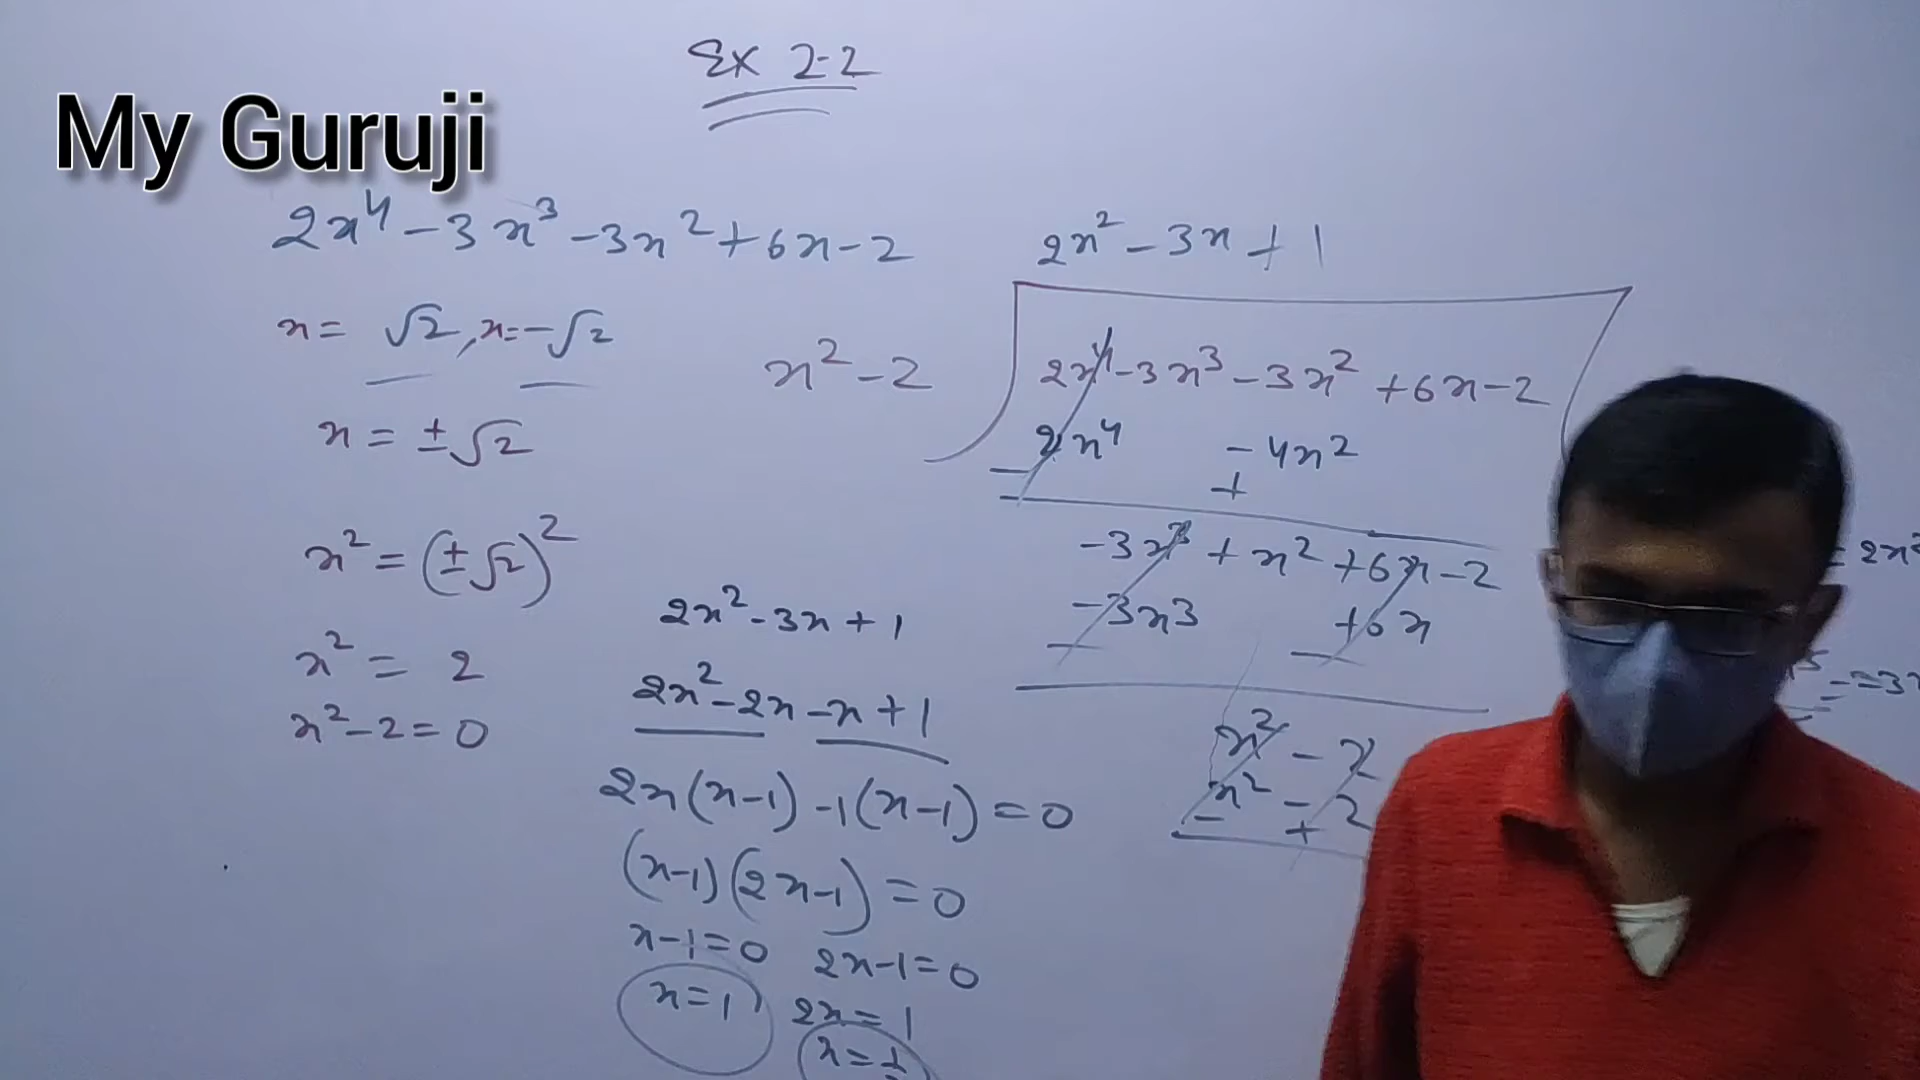 Ex 2.2
My Guruji
2x⁴ - 3x³ - 3x² + 6x - 2
x = √2, x = -√2
x = ±√2
x² = (±√2)²
x² = 2
x² - 2 = 0
2x² - 3x + 1
2x² - 2x - x + 1
2x(x-1) -1(x-1) = 0
(x-1)(2x-1) = 0
x-1=0 2x-1=0
x=1 2x=1
2x² - 3x + 1
x² - 2
2x⁴ - 3x³ - 3x² + 6x - 2
2x⁴ - 4x²
- +
-3x³ + x² + 6x - 2
-3x³ + 6x
- -
x² - 2
x² - 2
- +
= 2x²